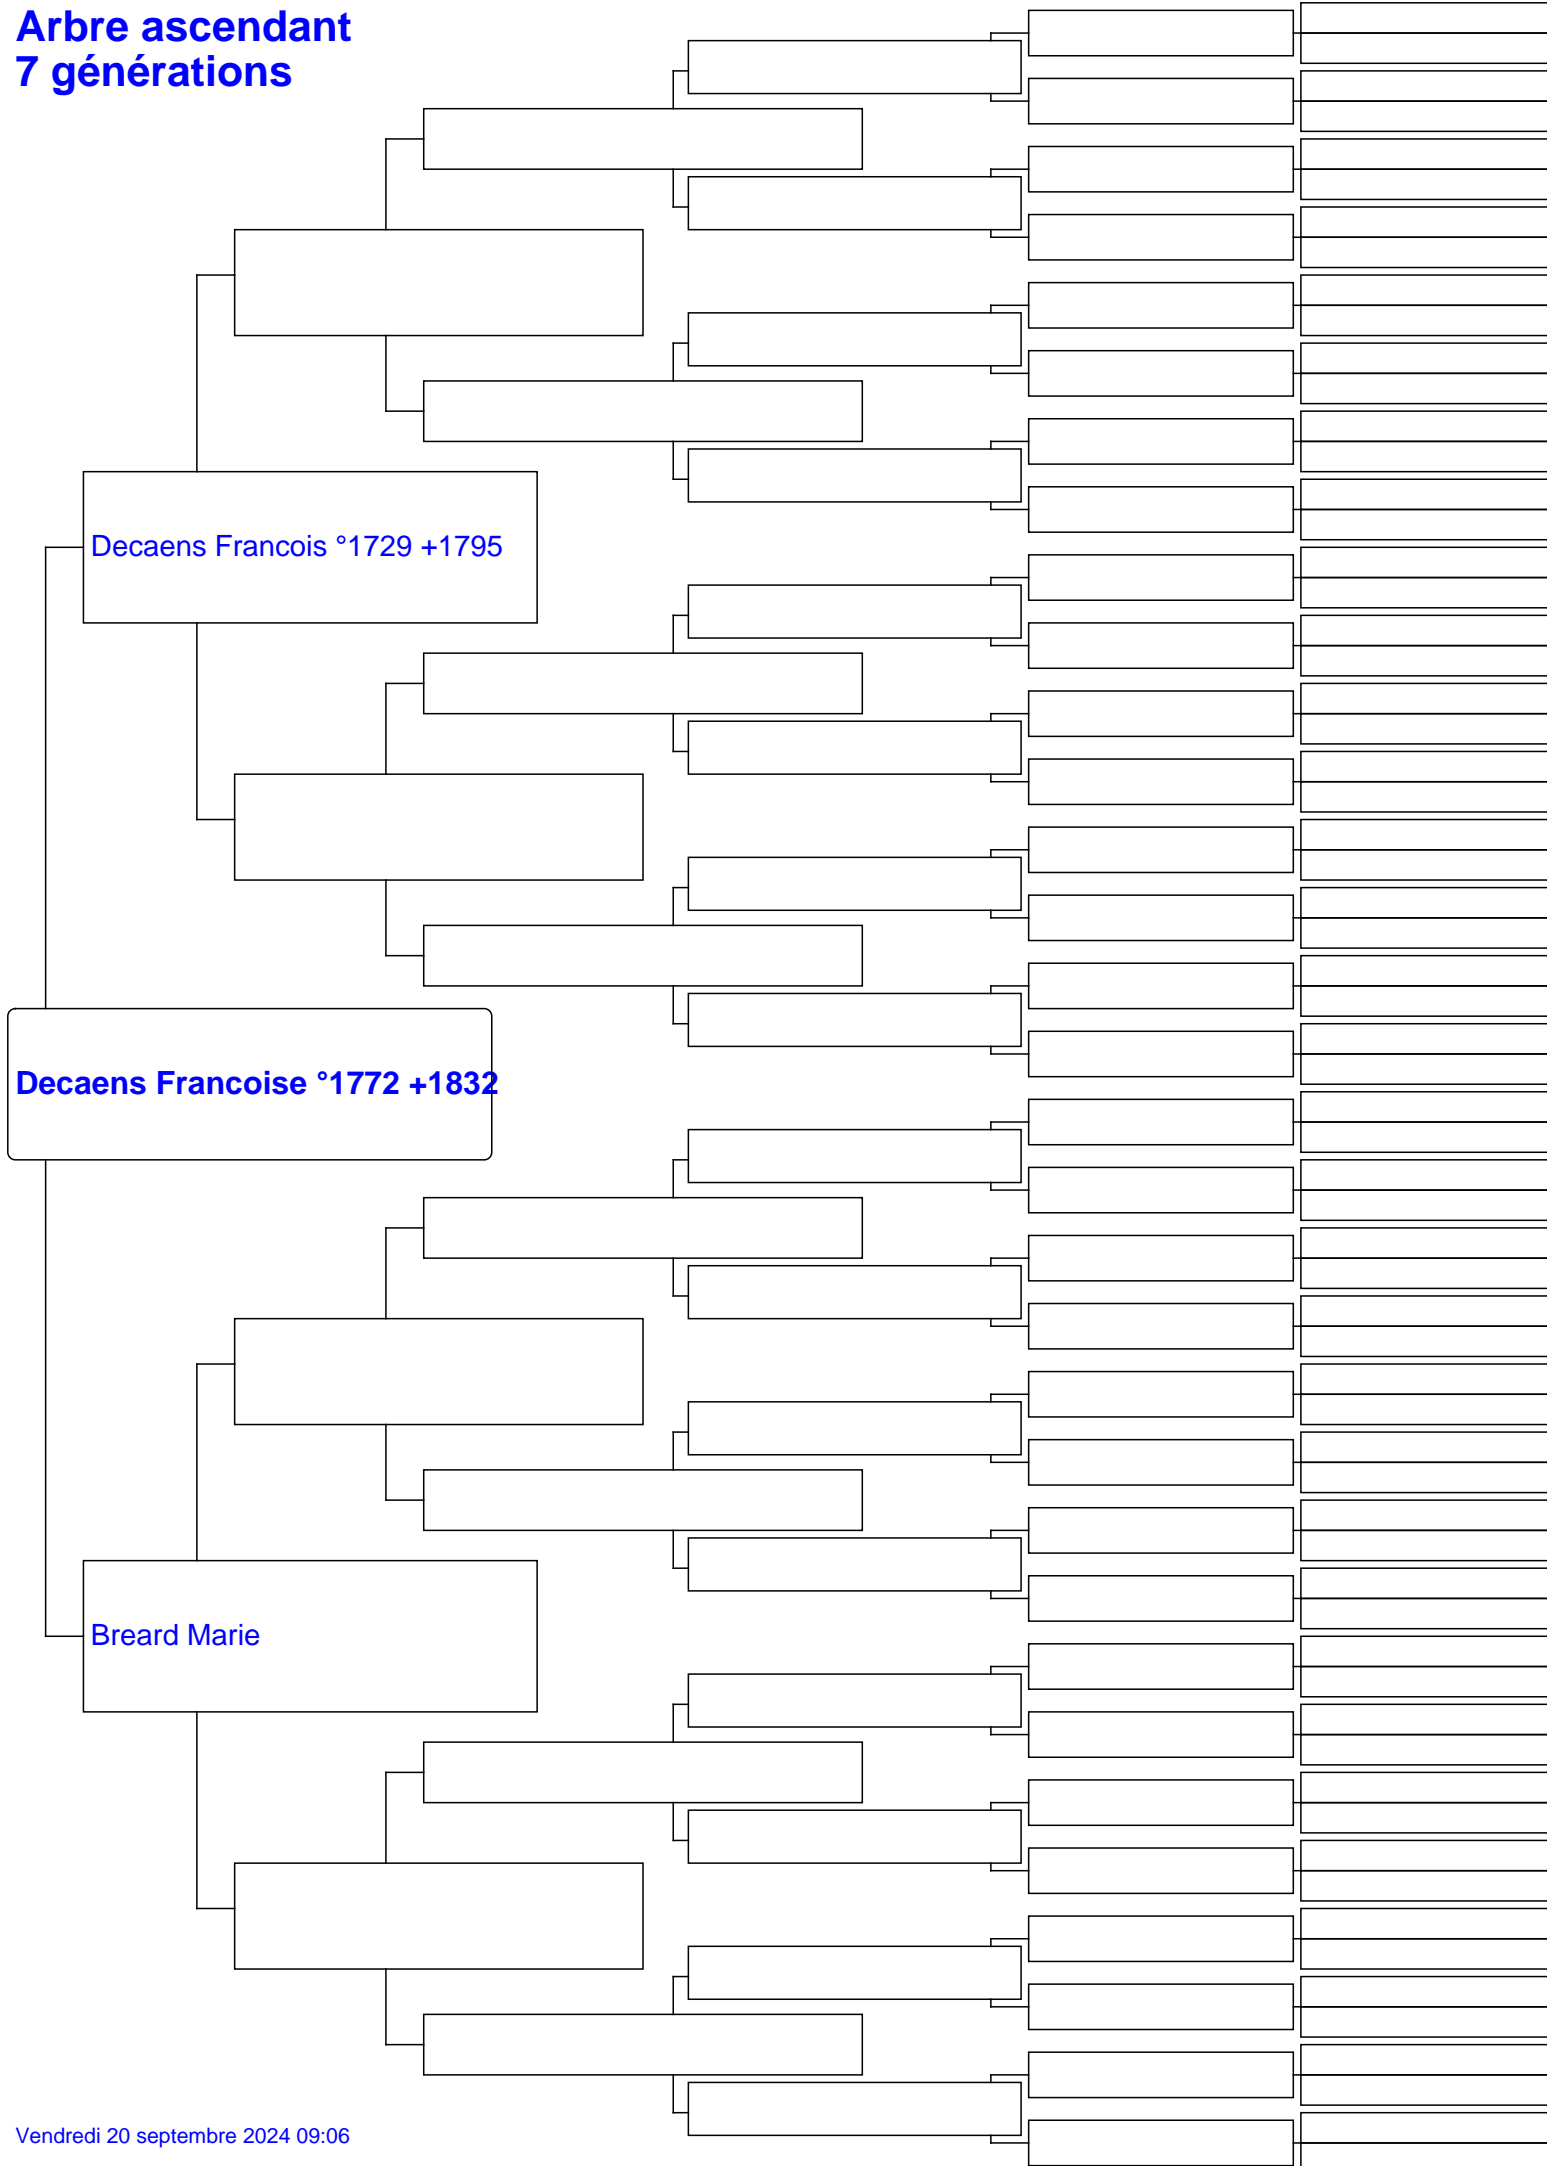 Arbre ascendant
7 générations
Decaens Francois °1729 +1795
Decaens Francoise °1772 +1832
Breard Marie
Vendredi 20 septembre 2024 09:06